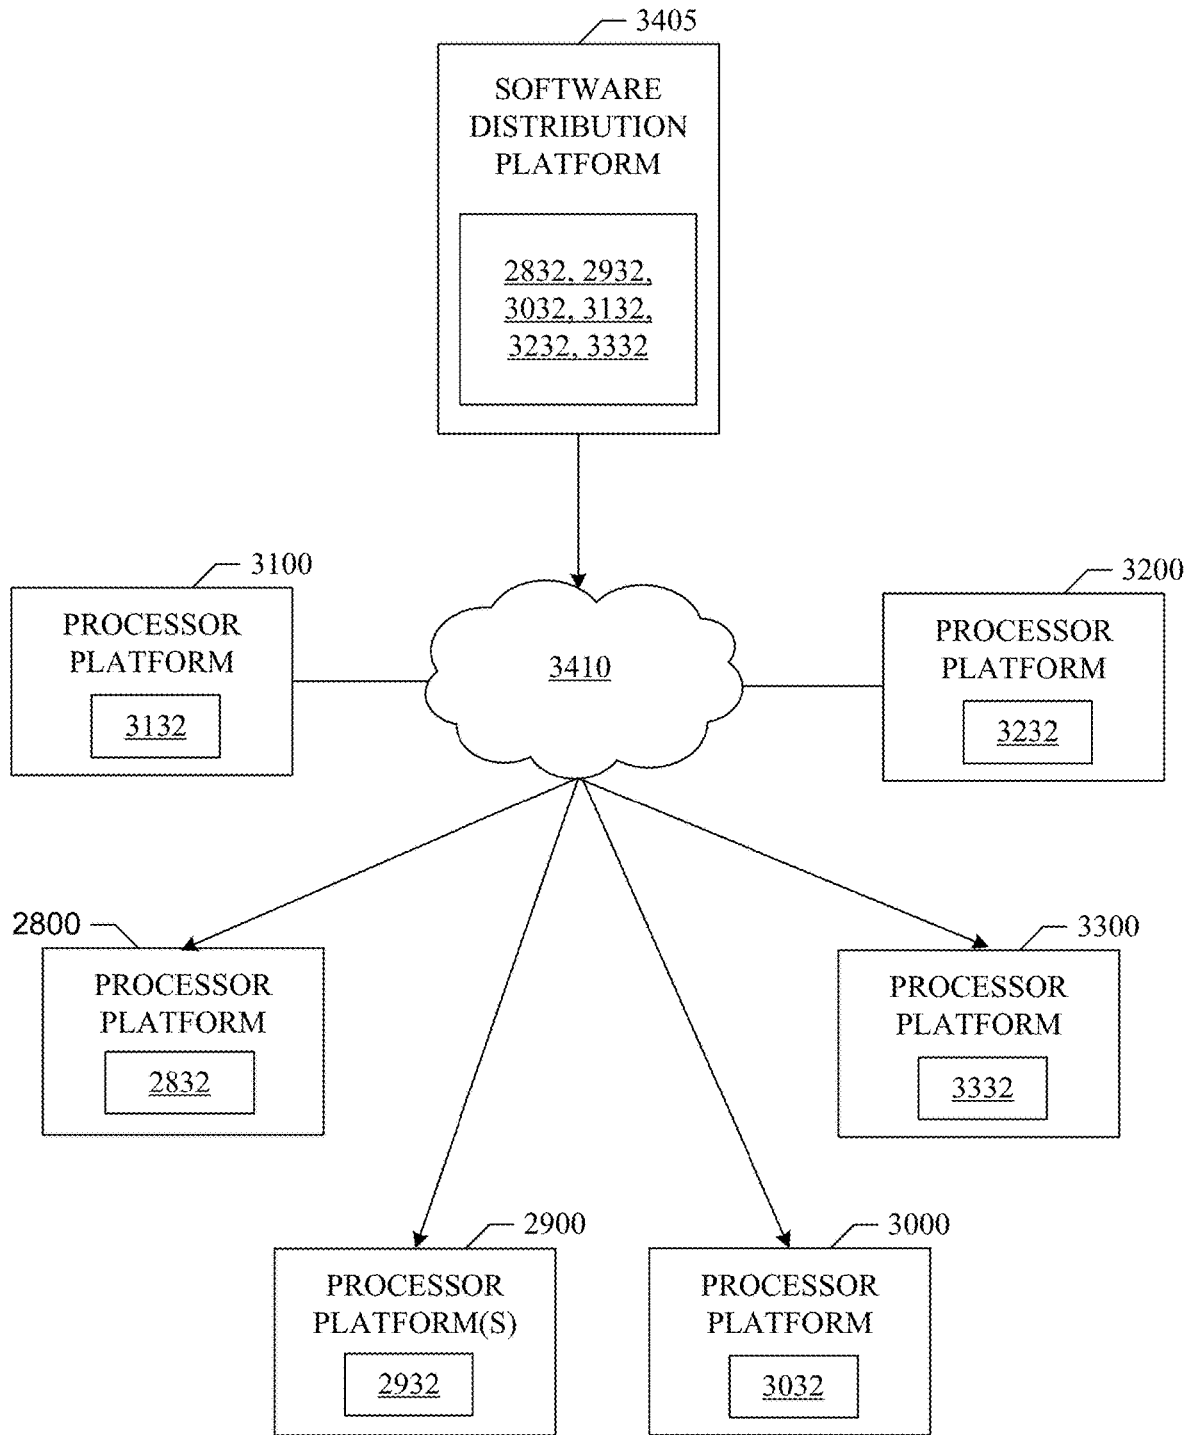 3405
SOFTWARE
DISTRIBUTION
PLATFORM
2832, 2932,
3032, 3132,
3232, 3332
3100
PROCESSOR
PLATFORM
3132
3410
3200
PROCESSOR
PLATFORM
3232
2800
PROCESSOR
PLATFORM
2832
3300
PROCESSOR
PLATFORM
3332
2900
PROCESSOR
PLATFORM(S)
2932
3000
PROCESSOR
PLATFORM
3032